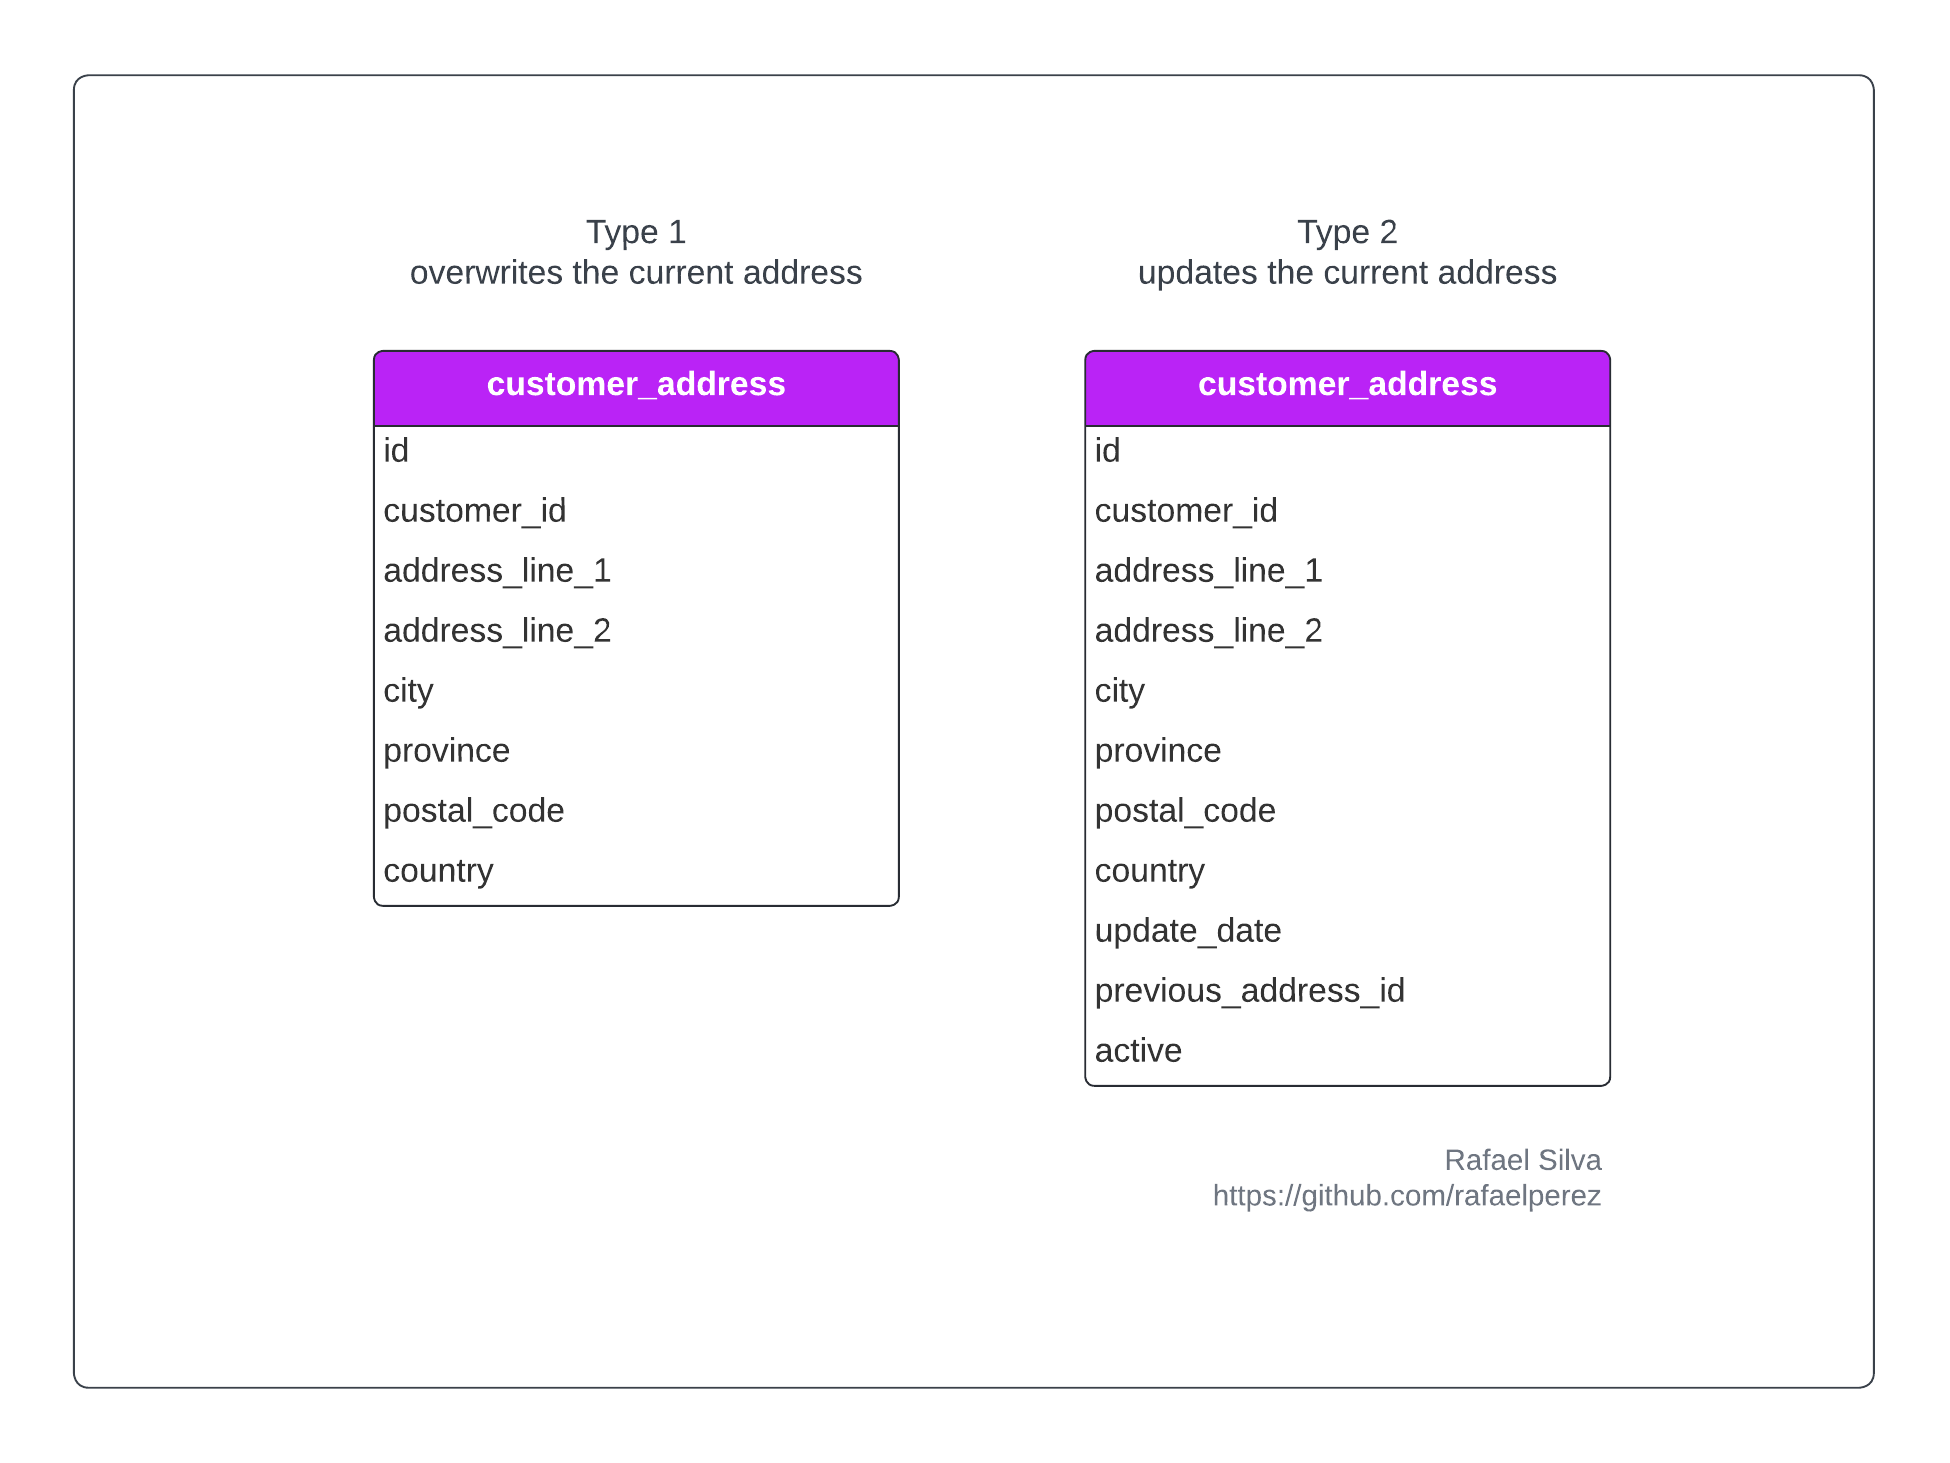 Type 1
overwrites the current address
customer_address
id
customer_id
address_line_1
address_line_2
city
province
postal_code
country
Type 2
updates the current address
customer_address
id
customer_id
address_line_1
address_line_2
city
province
postal_code
country
update_date
previous_address_id
active
Rafael Silva
https://github.com/rafaelperez